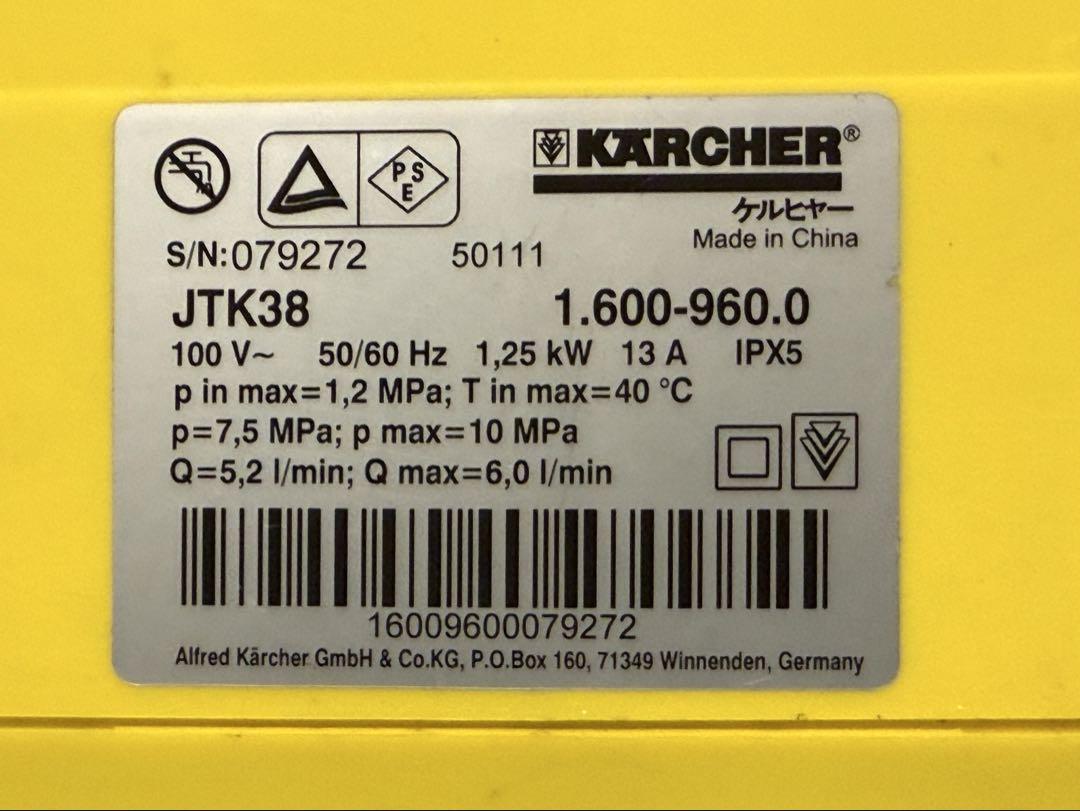 KÄRCHER®
ケルヒャー
Made in China
PSE
S/N:079272 50111
JTK38 1.600-960.0
100 V~ 50/60 Hz 1,25 kW 13 A IPX5
p in max=1,2 MPa; T in max=40 °C
p=7,5 MPa; p max=10 MPa
Q=5,2 l/min; Q max=6,0 l/min
16009600079272
Alfred Kärcher GmbH & Co.KG, P.O.Box 160, 71349 Winnenden, Germany